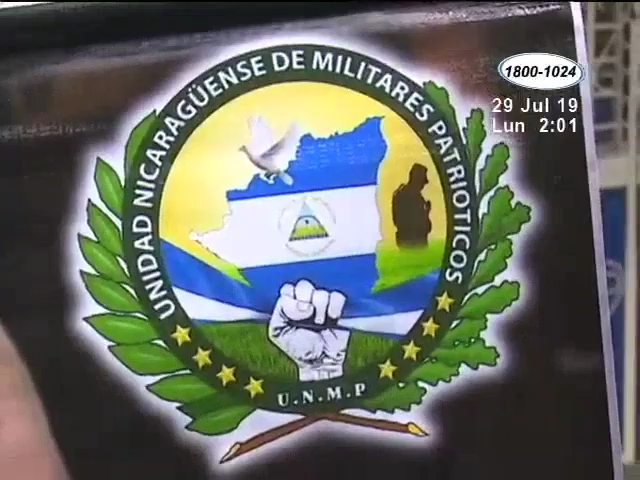 1800-1024
29 Jul 19
Lun 2:01
UNIDAD NICARAGÜENSE DE MILITARES PATRIOTICOS
U.N.M.P